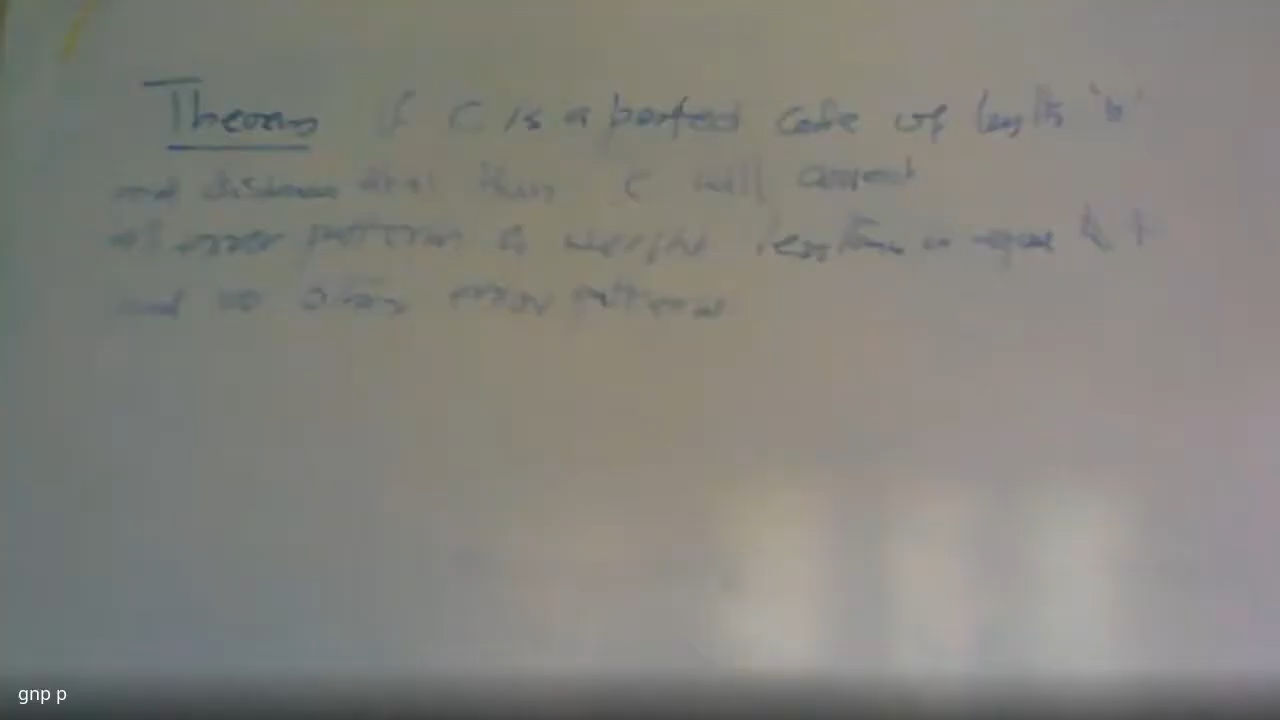 Theorem If C is a perfect code of length 'n'
and distance then C will correct
all error patterns of weight less than or equal to t
and no other error patterns
gnp p